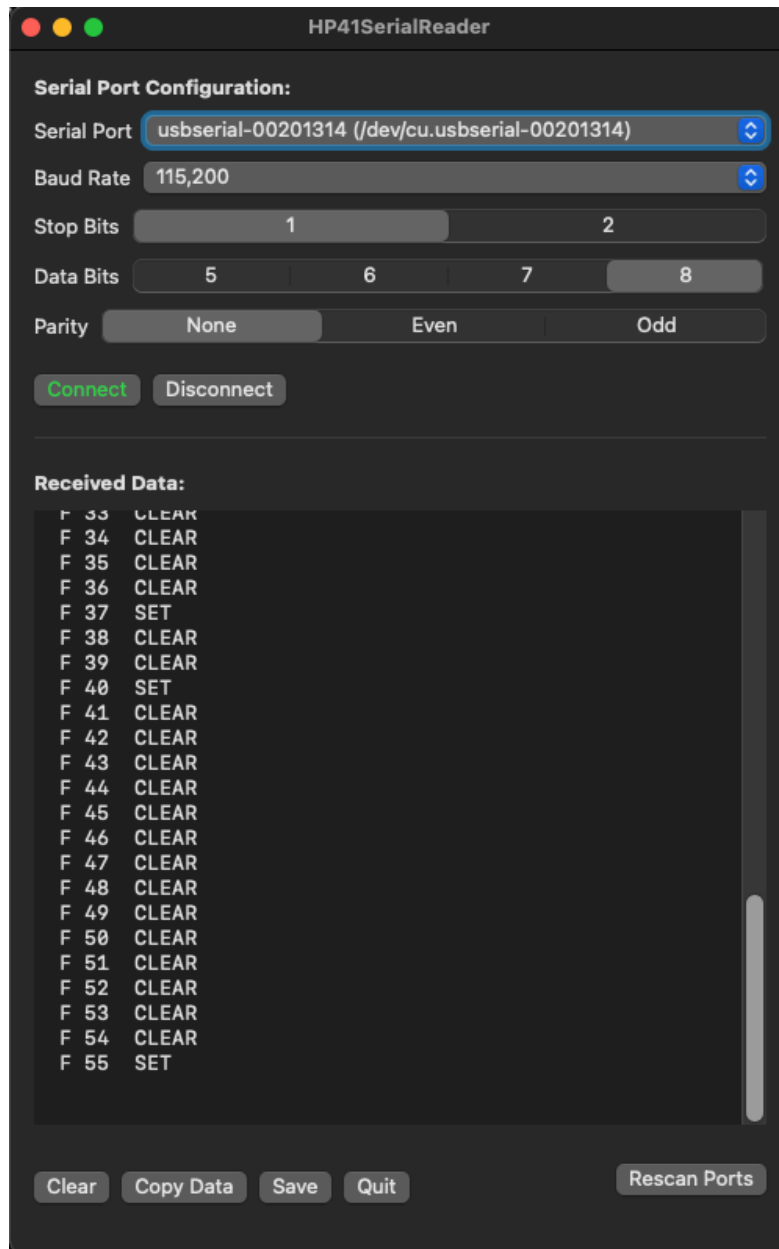 HP41SerialReader
Serial Port Configuration:
Serial Port usbserial-00201314 (/dev/cu.usbserial-00201314)
Baud Rate 115,200
Stop Bits 1 2
Data Bits 5 6 7 8
Parity None Even Odd
Connect Disconnect
Received Data:
F 33 CLEAR
F 34 CLEAR
F 35 CLEAR
F 36 CLEAR
F 37 SET
F 38 CLEAR
F 39 CLEAR
F 40 SET
F 41 CLEAR
F 42 CLEAR
F 43 CLEAR
F 44 CLEAR
F 45 CLEAR
F 46 CLEAR
F 47 CLEAR
F 48 CLEAR
F 49 CLEAR
F 50 CLEAR
F 51 CLEAR
F 52 CLEAR
F 53 CLEAR
F 54 CLEAR
F 55 SET
Clear Copy Data Save Quit Rescan Ports